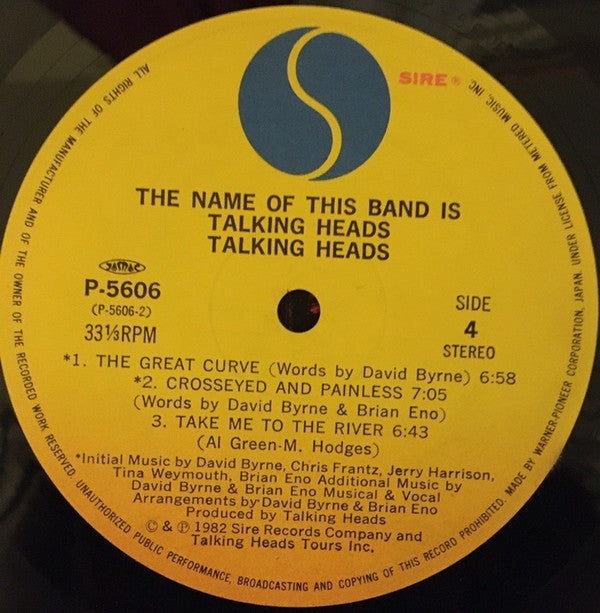 SIRE®
THE NAME OF THIS BAND IS
TALKING HEADS
TALKING HEADS
JASRAC
P-5606
(P-5606-2)
33⅓RPM
SIDE
4
STEREO
*1. THE GREAT CURVE (Words by David Byrne) 6:58
*2. CROSSEYED AND PAINLESS 7:05
(Words by David Byrne & Brian Eno)
3. TAKE ME TO THE RIVER 6:43
(Al Green-M. Hodges)
*Initial Music by David Byrne, Chris Frantz, Jerry Harrison,
Tina Weymouth, Brian Eno Additional Music by
David Byrne & Brian Eno Musical & Vocal
Arrangements by David Byrne & Brian Eno
Produced by Talking Heads
© & ℗ 1982 Sire Records Company and
Talking Heads Tours Inc.
ALL RIGHTS OF THE MANUFACTURER AND OF THE OWNER OF THE RECORDED WORK RESERVED. UNAUTHORIZED PUBLIC PERFORMANCE, BROADCASTING AND COPYING OF THIS RECORD PROHIBITED. MADE BY WARNER-PIONEER CORPORATION, JAPAN. UNDER LICENSE FROM METERED MUSIC, INC.